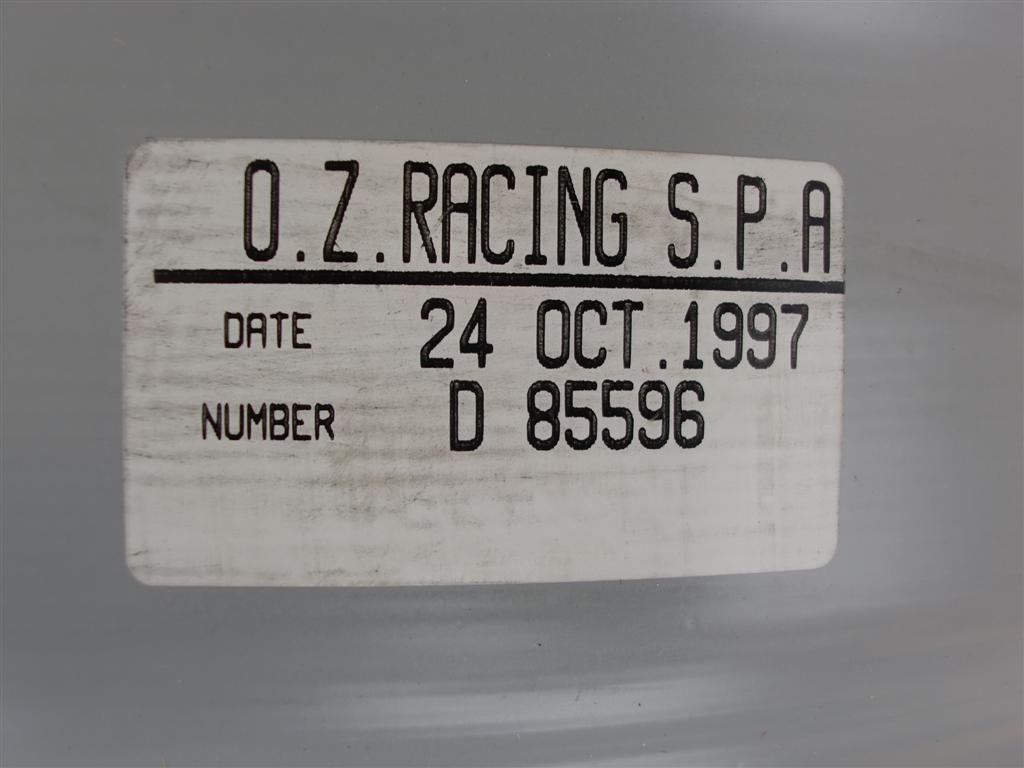 O.Z.RACING S.P.A
DATE 24 OCT.1997
NUMBER D 85596